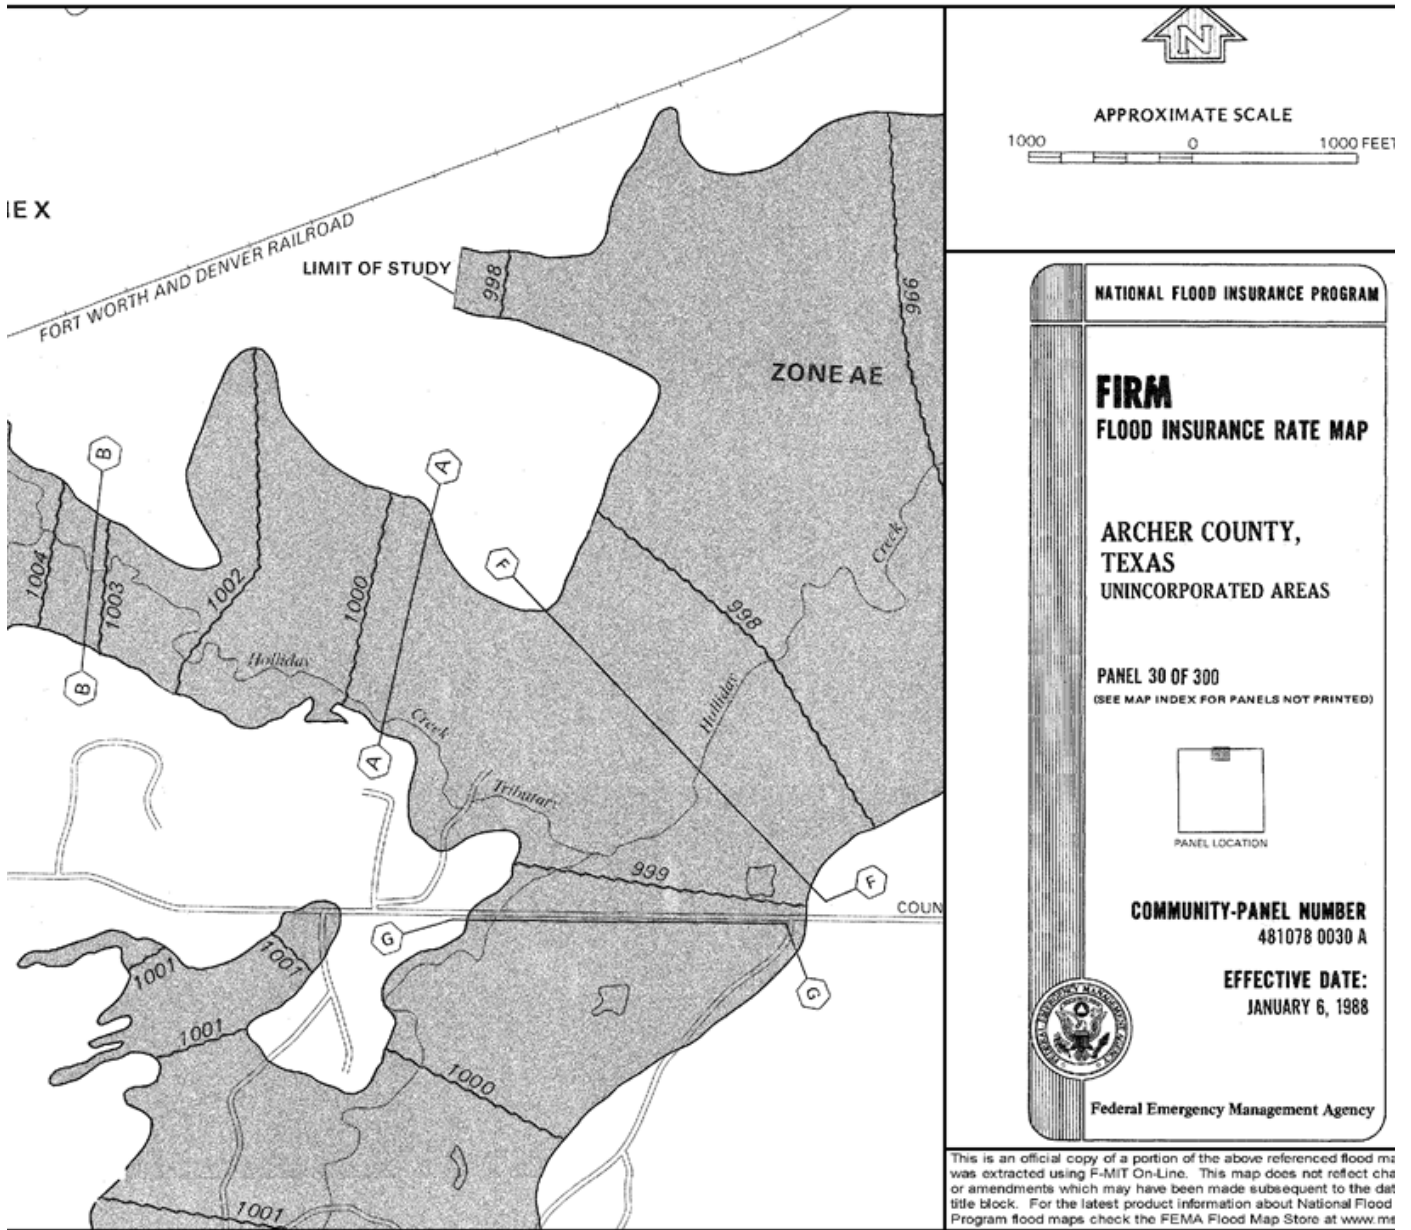 N
APPROXIMATE SCALE
1000 0 1000 FEET
NATIONAL FLOOD INSURANCE PROGRAM
FIRM
FLOOD INSURANCE RATE MAP
ARCHER COUNTY,
TEXAS
UNINCORPORATED AREAS
PANEL 30 OF 300
(SEE MAP INDEX FOR PANELS NOT PRINTED)
PANEL LOCATION
COMMUNITY-PANEL NUMBER
481078 0030 A
EFFECTIVE DATE:
JANUARY 6, 1988
FEDERAL EMERGENCY MANAGEMENT AGENCY
Federal Emergency Management Agency
This is an official copy of a portion of the above referenced flood ma
was extracted using F-MIT On-Line. This map does not reflect cha
or amendments which may have been made subsequent to the dat
title block. For the latest product information about National Flood
Program flood maps check the FEMA Flood Map Store at www.ms
NE X
FORT WORTH AND DENVER RAILROAD
LIMIT OF STUDY
998
996
ZONE AE
B
A
F
1004
1003
1002
1000
998
Creek
Holliday
Holliday
B
Creek
A
Tributary
999
F
COUN
G
G
1001
1001
1001
1000
1001